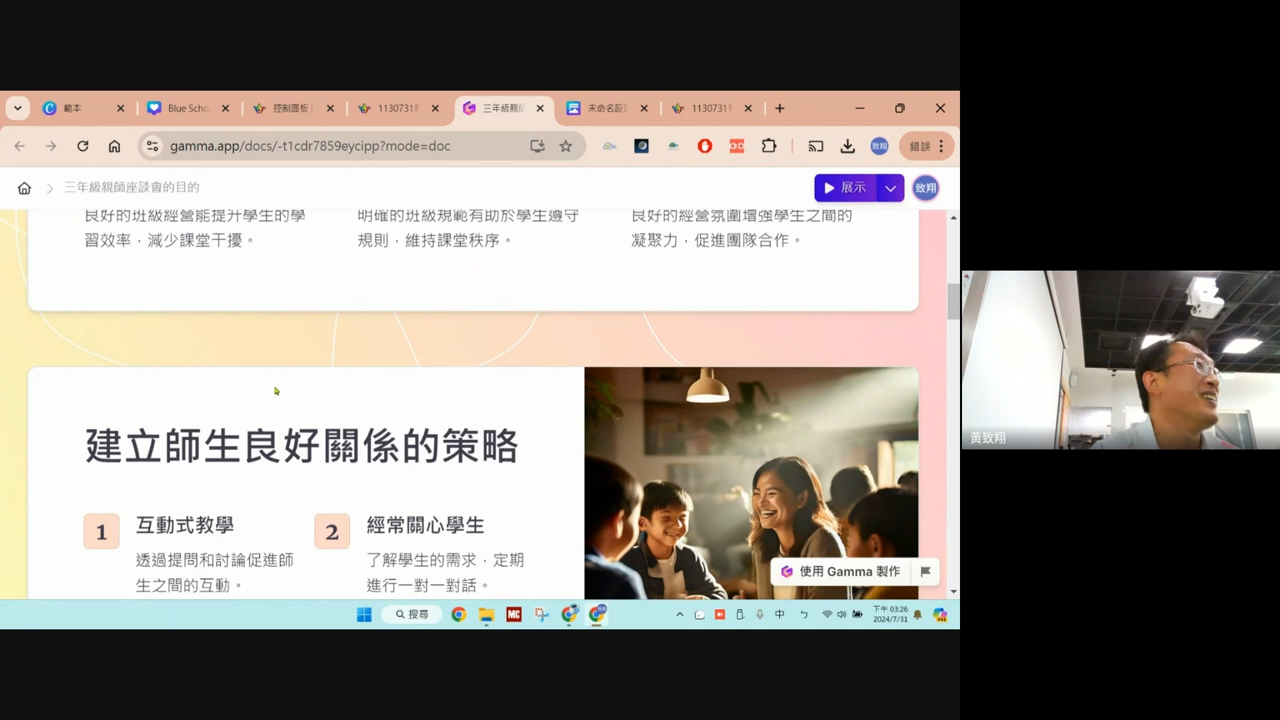 範本
Blue Scho
控制面板
1130731
三年級親師
未命名設計
1130731
gamma.app/docs/-t1cdr7859eycipp?mode=doc
致翔
錯誤
三年級親師座談會的目的
展示
致翔
良好的班級經營能提升學生的學
習效率，減少課堂干擾。
明確的班級規範有助於學生遵守
規則，維持課堂秩序。
良好的經營氛圍增強學生之間的
凝聚力，促進團隊合作。
建立師生良好關係的策略
1
互動式教學
透過提問和討論促進師
生之間的互動。
2
經常關心學生
了解學生的需求，定期
進行一對一對話。
使用 Gamma 製作
搜尋
MC
中
下午 03:26
2024/7/31
黃致翔